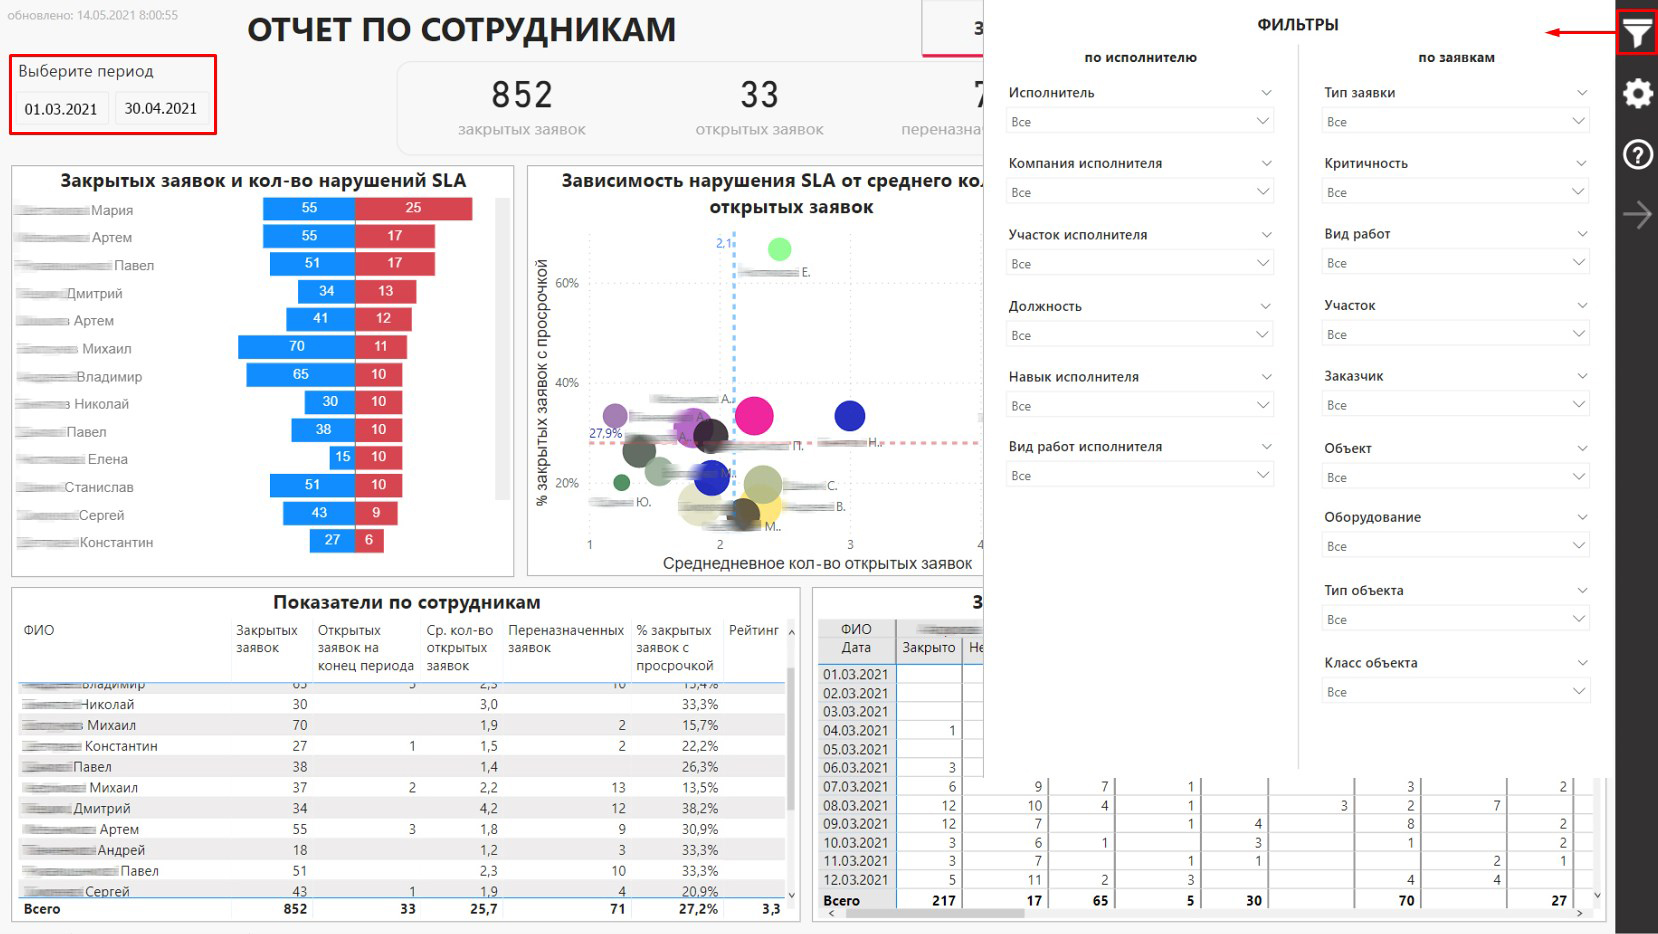 обновлено: 14.05.2021 8:00:55
ОТЧЕТ ПО СОТРУДНИКАМ
Выберите период
01.03.2021 30.04.2021
852
закрытых заявок
33
открытых заявок
Закрытых заявок и кол-во нарушений SLA
Мария 55 25
Артем 55 17
Павел 51 17
Дмитрий 34 13
Артем 41 12
Михаил 70 11
Владимир 65 10
Николай 30 10
Павел 38 10
Елена 15 10
Станислав 51 10
Сергей 43 9
Константин 27 6
Зависимость нарушения SLA от среднего
открытых заявок
% закрытых заявок с просрочкой
60%
40%
20%
2,1
27,9%
Е.
А..
П.
Н..
М..
С.
В.
Ю.
М..
1 2 3 4
Среднедневное кол-во открытых заявок
ФИЛЬТРЫ
по исполнителю
Исполнитель
Все
Компания исполнителя
Все
Участок исполнителя
Все
Должность
Все
Навык исполнителя
Все
Вид работ исполнителя
Все
по заявкам
Тип заявки
Все
Критичность
Все
Вид работ
Все
Участок
Все
Заказчик
Все
Объект
Все
Оборудование
Все
Тип объекта
Все
Класс объекта
Все
Показатели по сотрудникам
ФИО Закрытых заявок Открытых заявок на конец периода Ср. кол-во открытых заявок Переназначенных заявок % закрытых заявок с просрочкой Рейтинг
Владимир 65 2,3 10 15,4%
Николай 30 3,0 33,3%
Михаил 70 1,9 2 15,7%
Константин 27 1 1,5 2 22,2%
Павел 38 1,4 26,3%
Михаил 37 2 2,2 13 13,5%
Дмитрий 34 4,2 12 38,2%
Артем 55 3 1,8 9 30,9%
Андрей 18 1,2 3 33,3%
Павел 51 2,3 10 33,3%
Сергей 43 1 1,9 4 20,9%
Всего 852 33 25,7 71 27,2% 3,3
ФИО
Дата Закрыто
01.03.2021
02.03.2021
03.03.2021
04.03.2021 1
05.03.2021
06.03.2021 3
07.03.2021 6 9 7 1 3 2
08.03.2021 12 10 4 1 3 2 7
09.03.2021 12 7 1 4 8 2
10.03.2021 3 6 1 3 1 2
11.03.2021 3 7 1 1 2 1
12.03.2021 5 11 2 3 4 4
Всего 217 17 65 5 30 70 27